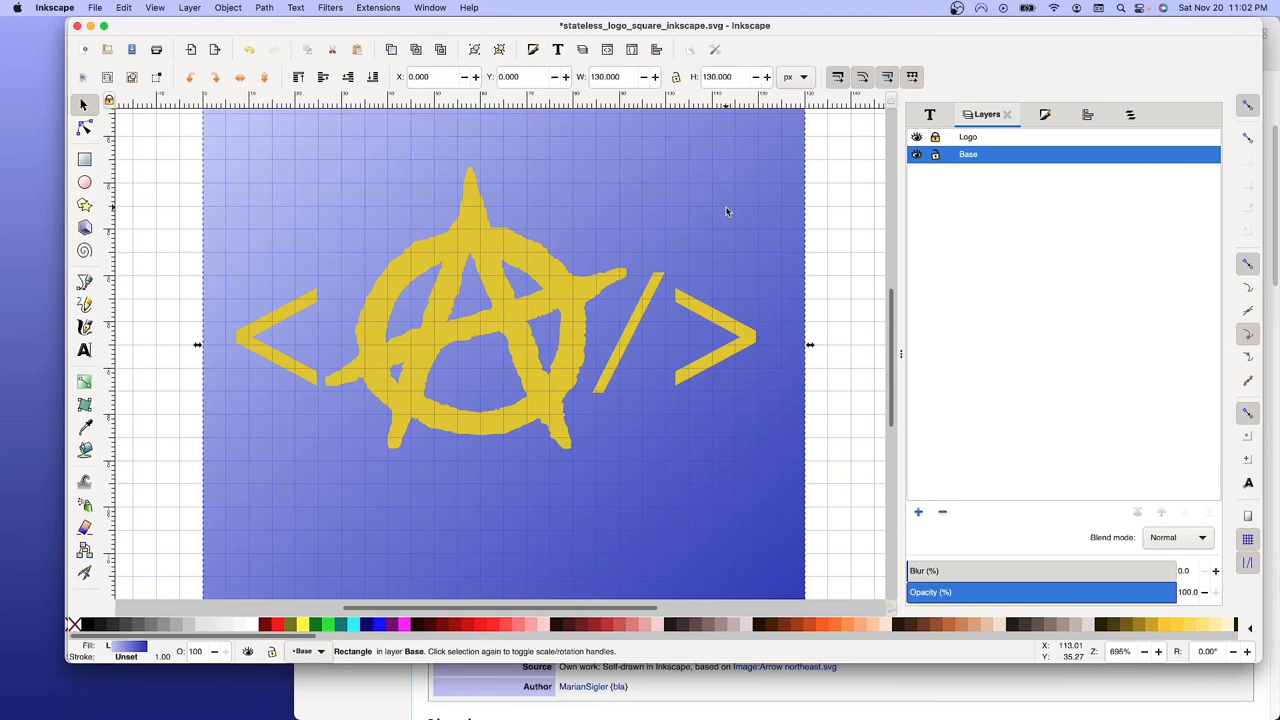 Inkscape File Edit View Layer Object Path Text Filters Extensions Window Help Sat Nov 20 11:02 PM
*stateless_logo_square_inkscape.svg - Inkscape
X: 0.000 Y: 0.000 W: 130.000 H: 130.000 px
Layers
Logo
Base
</>
Blend mode: Normal
Blur (%) 0.0
Opacity (%) 100.0
Fill: L
Stroke: Unset 1.00
O: 100
•Base
Rectangle in layer Base. Click selection again to toggle scale/rotation handles.
X: 113.01
Y: 35.27
695%
R: 0.00°
Source Own work: Self-drawn in Inkscape, based on Image:Arrow northeast.svg
Author MarianSigler {bla}